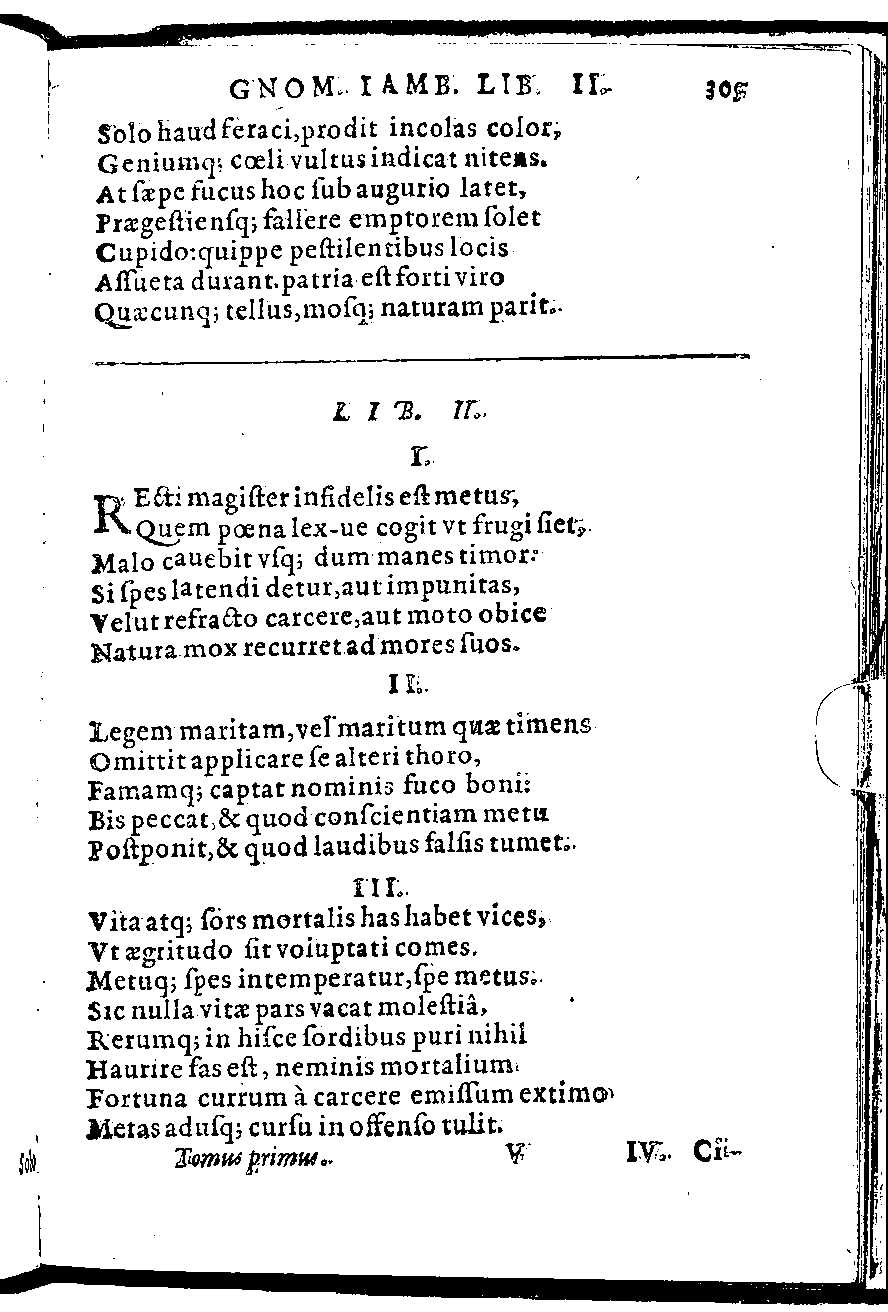 GNOM. IAMB. LIB. II. 305
Solo haud feraci, prodit incolas color,
Geniumq; cœli vultus indicat nitens.
At sæpe fucus hoc sub augurio latet,
Prægeſtienſq; fallere emptorem ſolet
Cupido: quippe peſtilentibus locis
Aſſueta durant. patria eſt forti viro
Quæcunq; tellus, moſq; naturam parit.
LIB. II.
I.
REcti magiſter infidelis eſt metus,
Quem pœna lex-ue cogit vt frugi ſiet,
Malo cauebit vſq; dum manes timor:
Si ſpes latendi detur, aut impunitas,
Velut refracto carcere, aut moto obice
Natura mox recurret ad mores ſuos.
II.
Legem maritam, vel maritum quæ timens
Omittit applicare ſe alteri thoro,
Famamq; captat nominis fuco boni:
Bis peccat, & quod conſcientiam metu
Poſtponit, & quod laudibus falſis tumet.
III.
Vita atq; ſors mortalis has habet vices,
Vt ægritudo ſit voluptati comes.
Metuq; ſpes intemperatur, ſpe metus.
Sic nulla vitæ pars vacat moleſtiâ,
Rerumq; in hiſce ſordibus puri nihil
Haurire fas eſt, neminis mortalium
Fortuna currum à carcere emiſſum extimo
Metas aduſq; curſu in offenſo tulit.
Tomus primus. V IV. Cii-